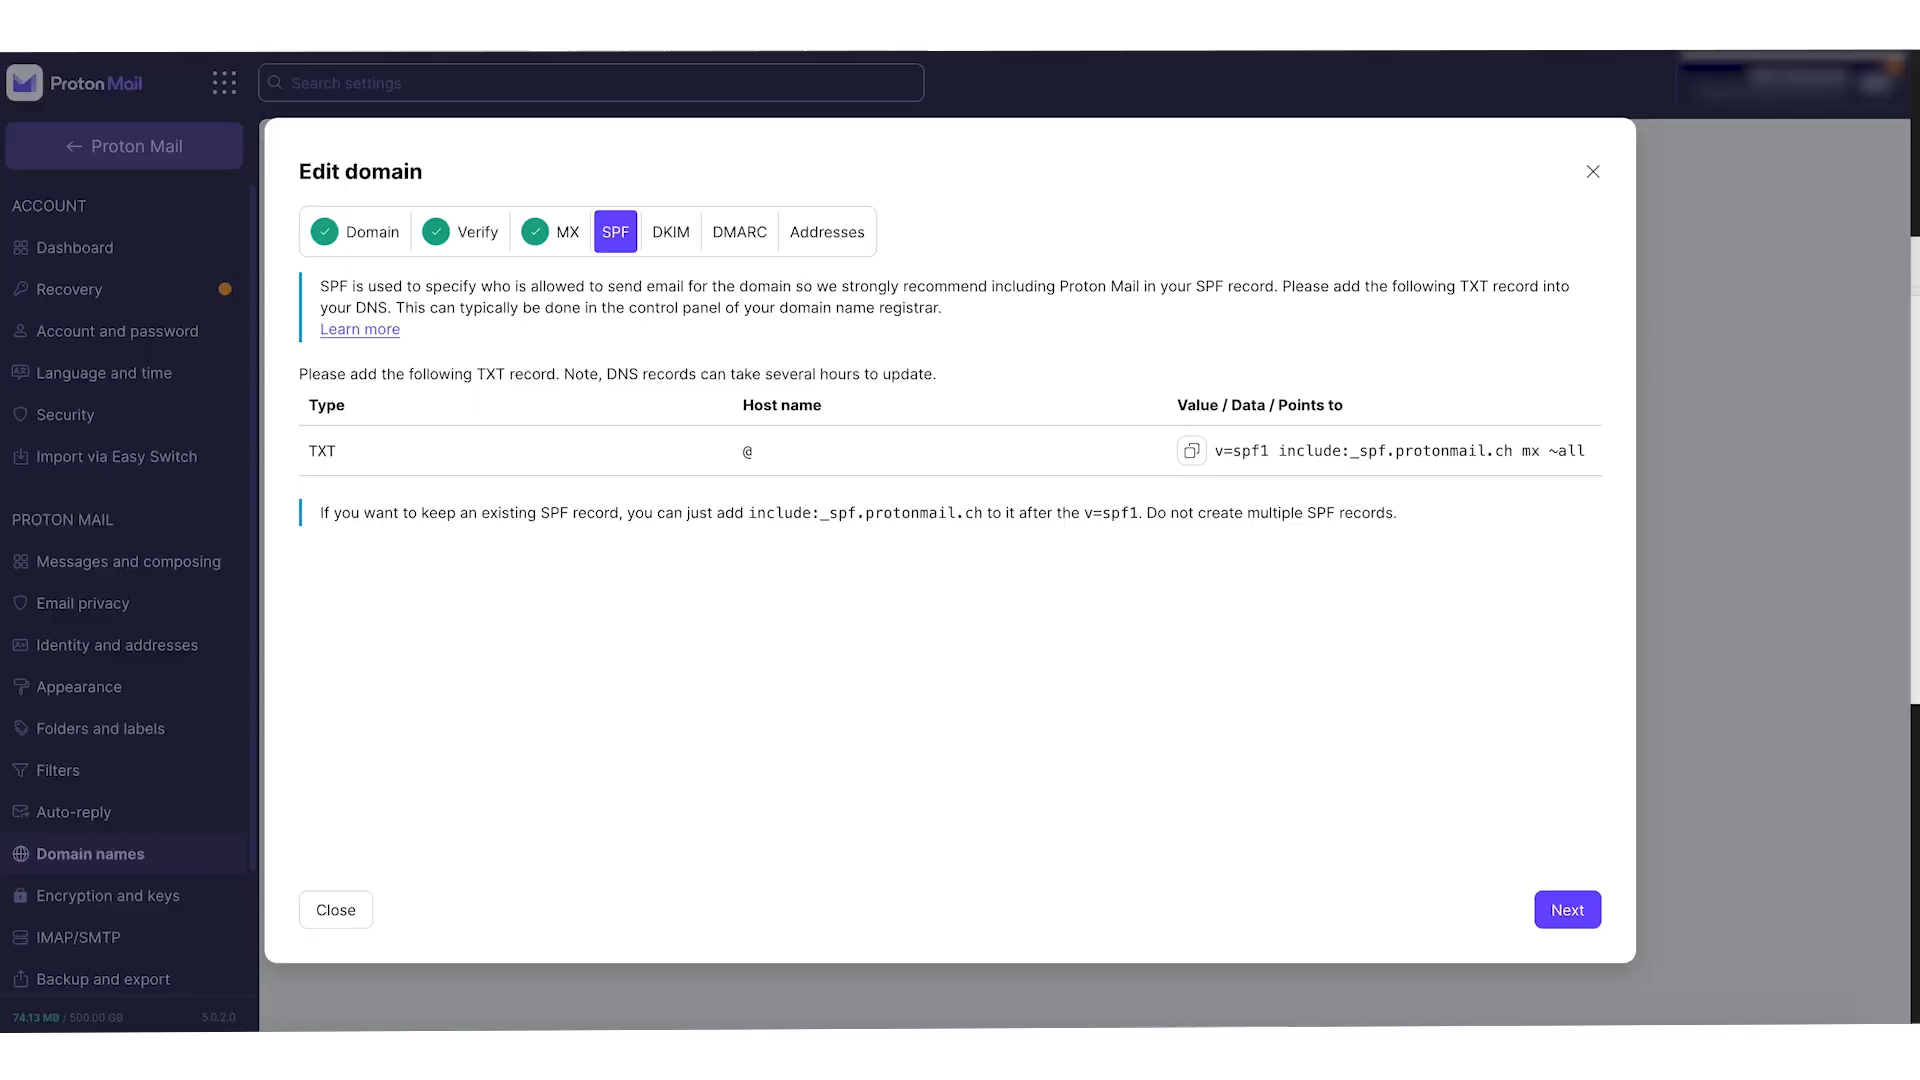 Proton Mail
Search settings
Proton Mail
ACCOUNT
Dashboard
Recovery
Account and password
Language and time
Security
Import via Easy Switch
PROTON MAIL
Messages and composing
Email privacy
Identity and addresses
Appearance
Folders and labels
Filters
Auto-reply
Domain names
Encryption and keys
IMAP/SMTP
Backup and export
74.13 MB / 500.00 GB 5.0.2.0
Edit domain
Domain Verify MX SPF DKIM DMARC Addresses
SPF is used to specify who is allowed to send email for the domain so we strongly recommend including Proton Mail in your SPF record. Please add the following TXT record into
your DNS. This can typically be done in the control panel of your domain name registrar.
Learn more
Please add the following TXT record. Note, DNS records can take several hours to update.
Type Host name Value / Data / Points to
TXT @ v=spf1 include:_spf.protonmail.ch mx ~all
If you want to keep an existing SPF record, you can just add include:_spf.protonmail.ch to it after the v=spf1. Do not create multiple SPF records.
Close Next